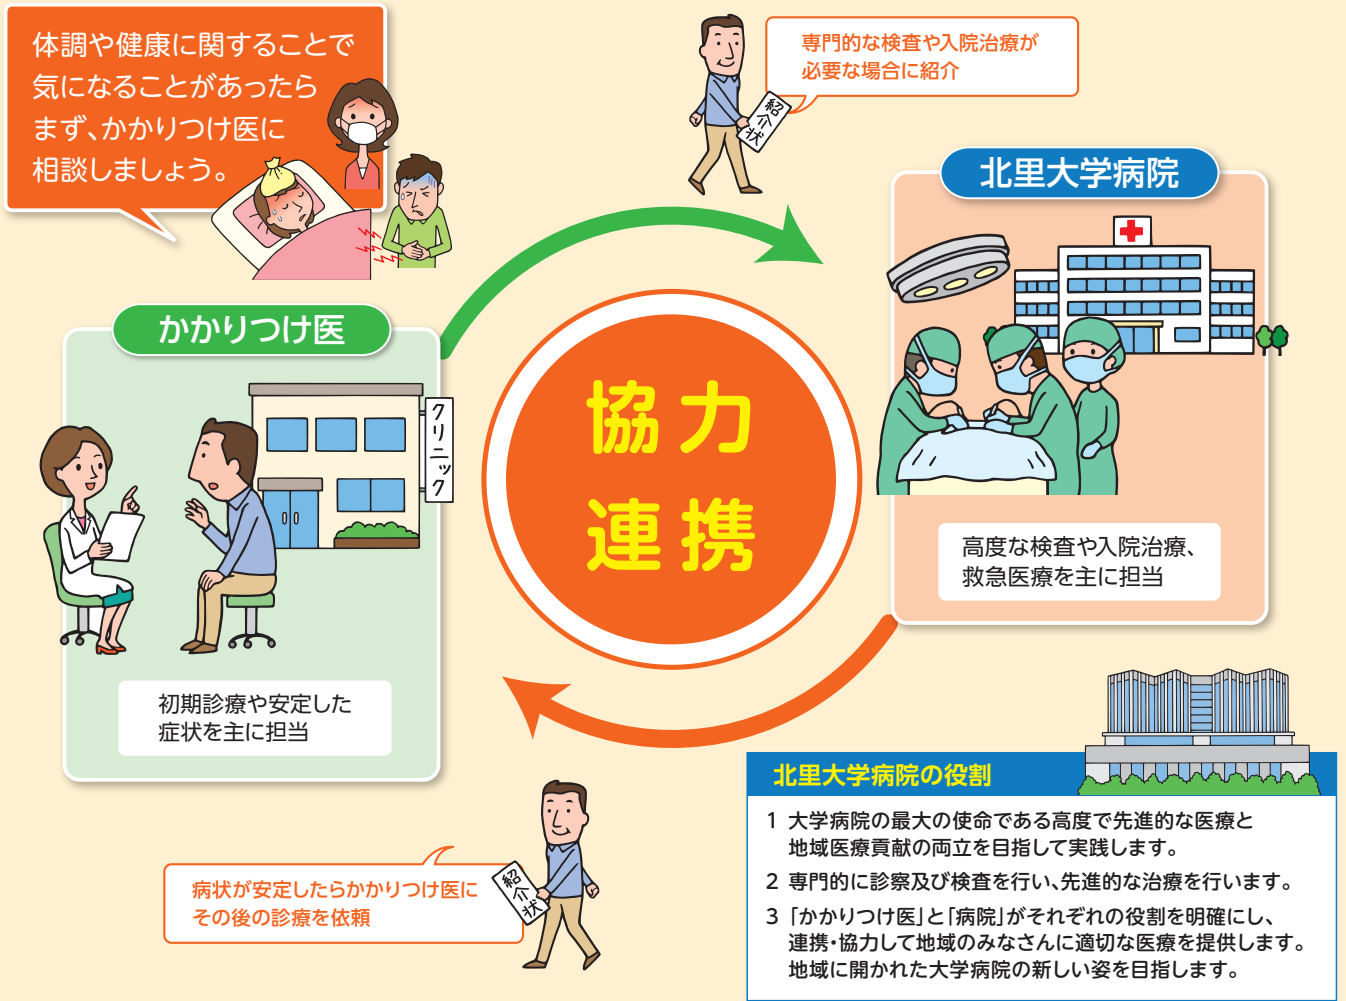 体調や健康に関することで
気になることがあったら
まず、かかりつけ医に
相談しましょう。
専門的な検査や入院治療が
必要な場合に紹介
紹介状
北里大学病院
かかりつけ医
クリニック
協力
連携
高度な検査や入院治療、
救急医療を主に担当
初期診療や安定した
症状を主に担当
病状が安定したらかかりつけ医に
その後の診療を依頼
紹介状
北里大学病院の役割
1 大学病院の最大の使命である高度で先進的な医療と
地域医療貢献の両立を目指して実践します。
2 専門的に診察及び検査を行い、先進的な治療を行います。
3 「かかりつけ医」と「病院」がそれぞれの役割を明確にし、
連携・協力して地域のみなさんに適切な医療を提供します。
地域に開かれた大学病院の新しい姿を目指します。